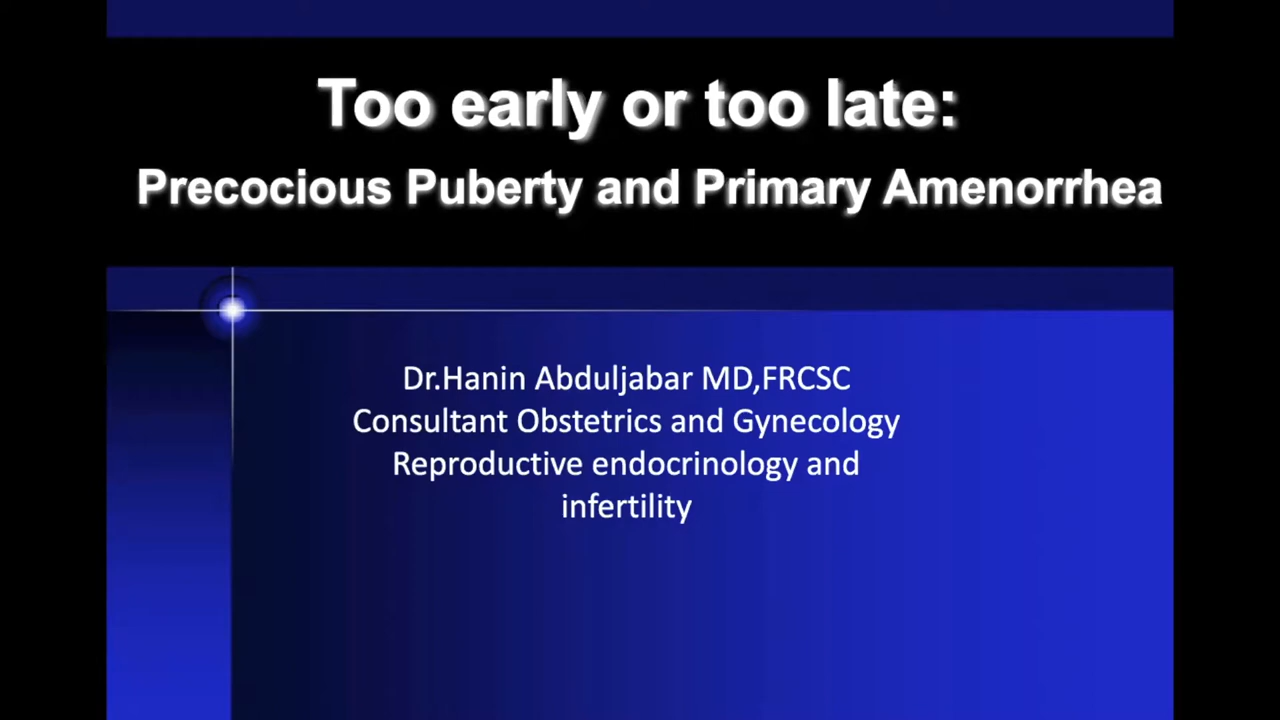 Too early or too late:
Precocious Puberty and Primary Amenorrhea
Dr.Hanin Abduljabar MD,FRCSC
Consultant Obstetrics and Gynecology
Reproductive endocrinology and
infertility